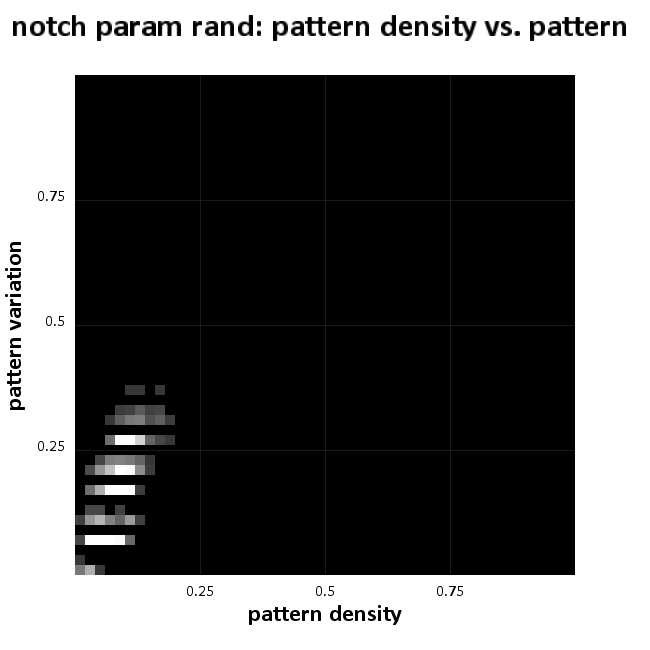 notch param rand: pattern density vs. pattern
0.75
0.5
0.25
pattern variation
0.25 0.5 0.75
pattern density